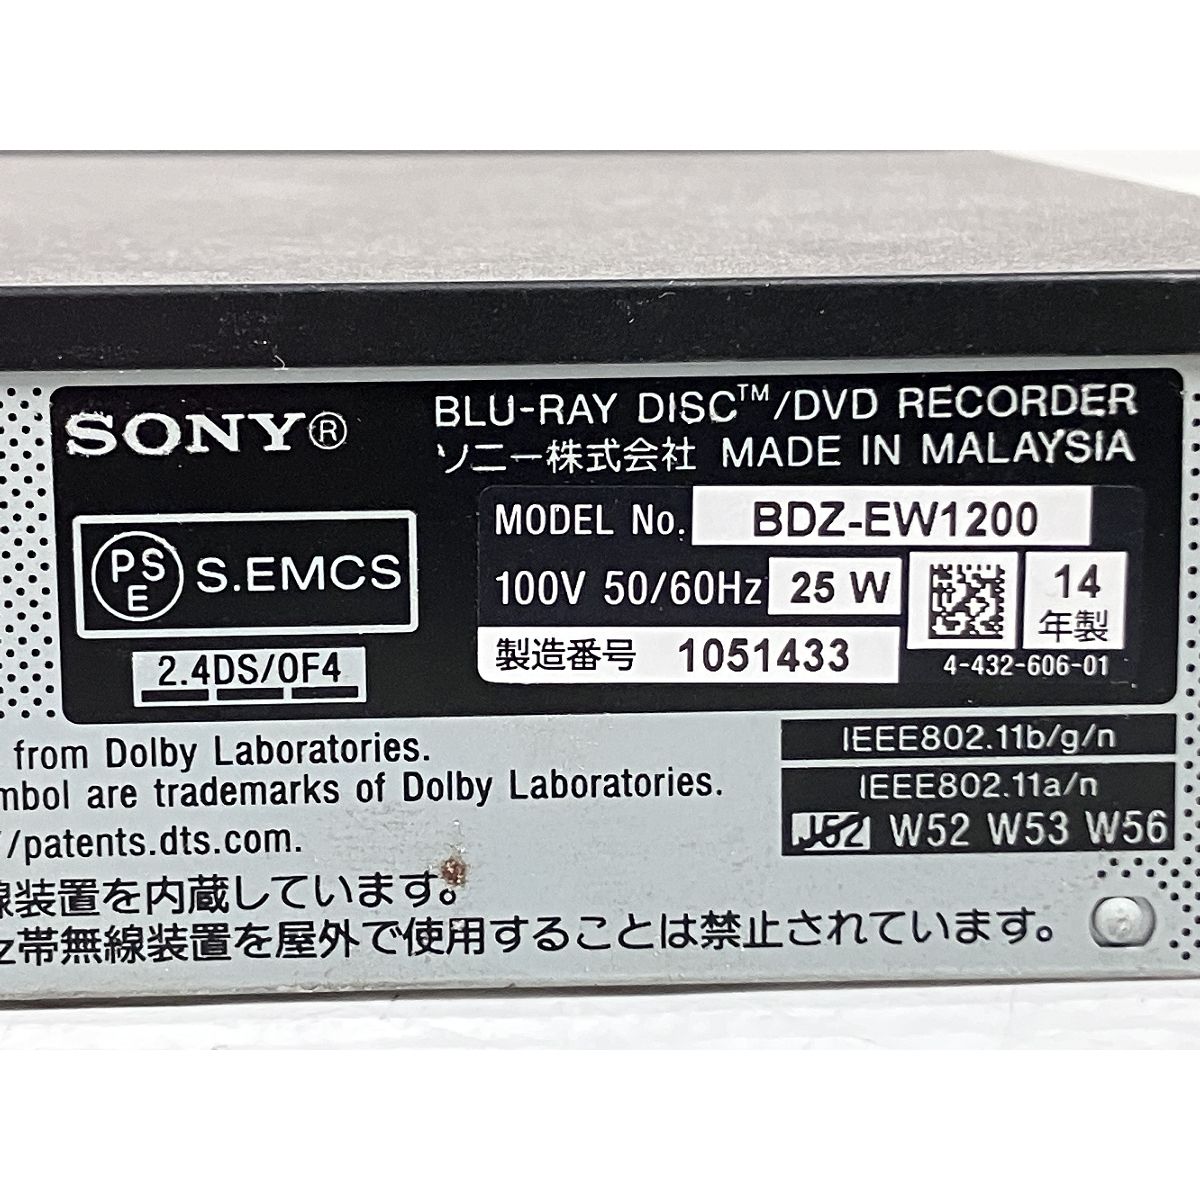 SONY®
BLU-RAY DISC™/DVD RECORDER
ソニー株式会社 MADE IN MALAYSIA
PSE S.EMCS
2.4DS/OF4
MODEL No. BDZ-EW1200
100V 50/60Hz 25 W
14
年製
製造番号 1051433
4-432-606-01
from Dolby Laboratories.
mbol are trademarks of Dolby Laboratories.
//patents.dts.com.
線装置を内蔵しています。
z帯無線装置を屋外で使用することは禁止されています。
IEEE802.11b/g/n
IEEE802.11a/n
J52 W52 W53 W56